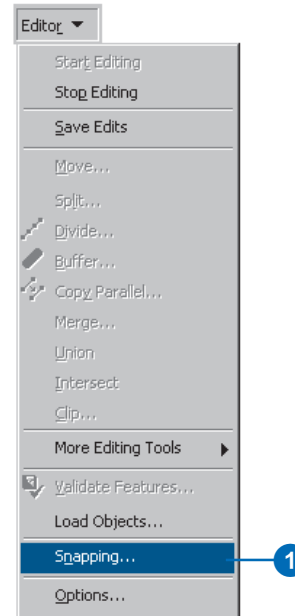 Editor
Start Editing
Stop Editing
Save Edits
Move...
Split...
Divide...
Buffer...
Copy Parallel...
Merge...
Union
Intersect
Clip...
More Editing Tools
Validate Features...
Load Objects...
Snapping...
1
Options...